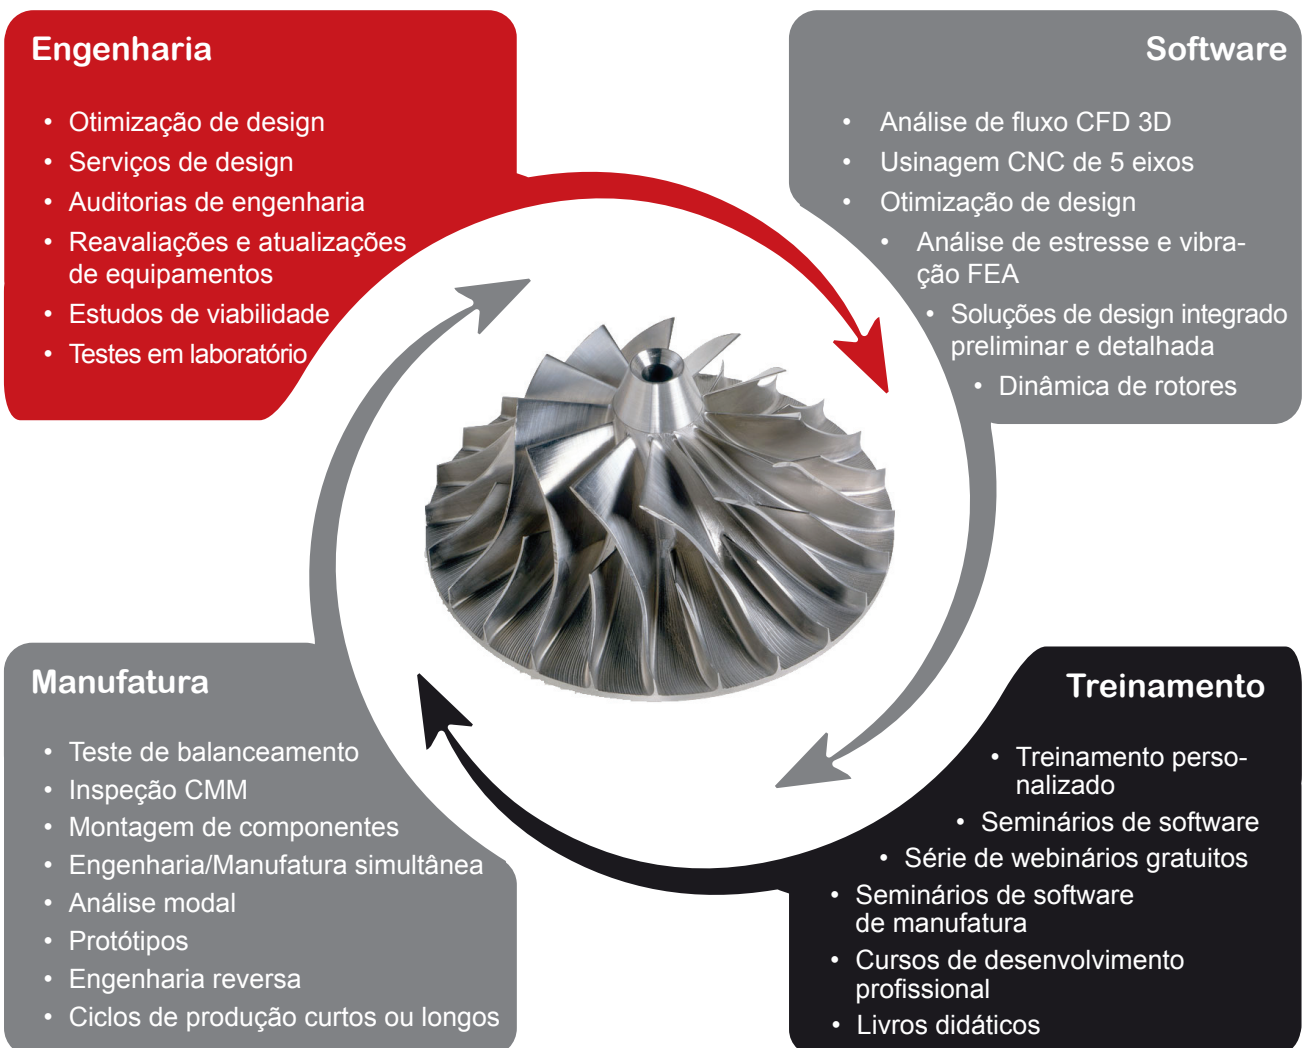 Engenharia
• Otimização de design
• Serviços de design
• Auditorias de engenharia
• Reavaliações e atualizações
de equipamentos
• Estudos de viabilidade
• Testes em laboratório
Software
• Análise de fluxo CFD 3D
• Usinagem CNC de 5 eixos
• Otimização de design
• Análise de estresse e vibra-
ção FEA
• Soluções de design integrado
preliminar e detalhada
• Dinâmica de rotores
Manufatura
• Teste de balanceamento
• Inspeção CMM
• Montagem de componentes
• Engenharia/Manufatura simultânea
• Análise modal
• Protótipos
• Engenharia reversa
• Ciclos de produção curtos ou longos
Treinamento
• Treinamento perso-
nalizado
• Seminários de software
• Série de webinários gratuitos
• Seminários de software
de manufatura
• Cursos de desenvolvimento
profissional
• Livros didáticos